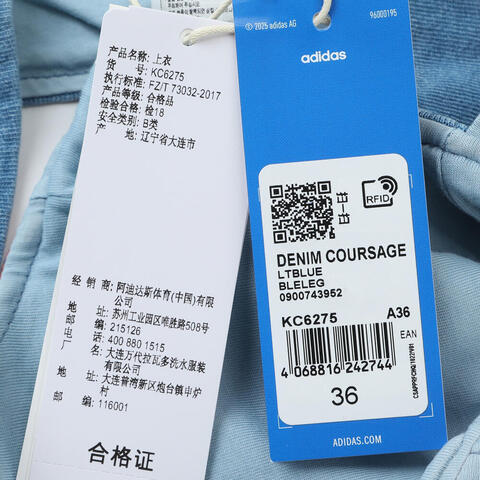 产品名称: 上衣
货 号: KC6275
执行标准: FZ/T 73032-2017
产品等级: 合格品
检验合格: 检18
安全类别: B类
产 地: 辽宁省大连市
经 销 商: 阿迪达斯体育(中国)有限公司
地 址: 苏州工业园区唯胜路508号
邮 编: 215126
电 话: 400 880 1515
生 产 厂: 大连万代拉瓦多洗水服装有限公司
地 址: 大连普湾新区炮台镇中炉村
邮 编: 116001
合格证
© 2025 adidas AG
96000195
adidas
RFID
DENIM COURSAGE
LTBLUE
BLELEG
0900743952
KC6275 A36
EAN
4 068816 242744
36
ADIDAS.COM